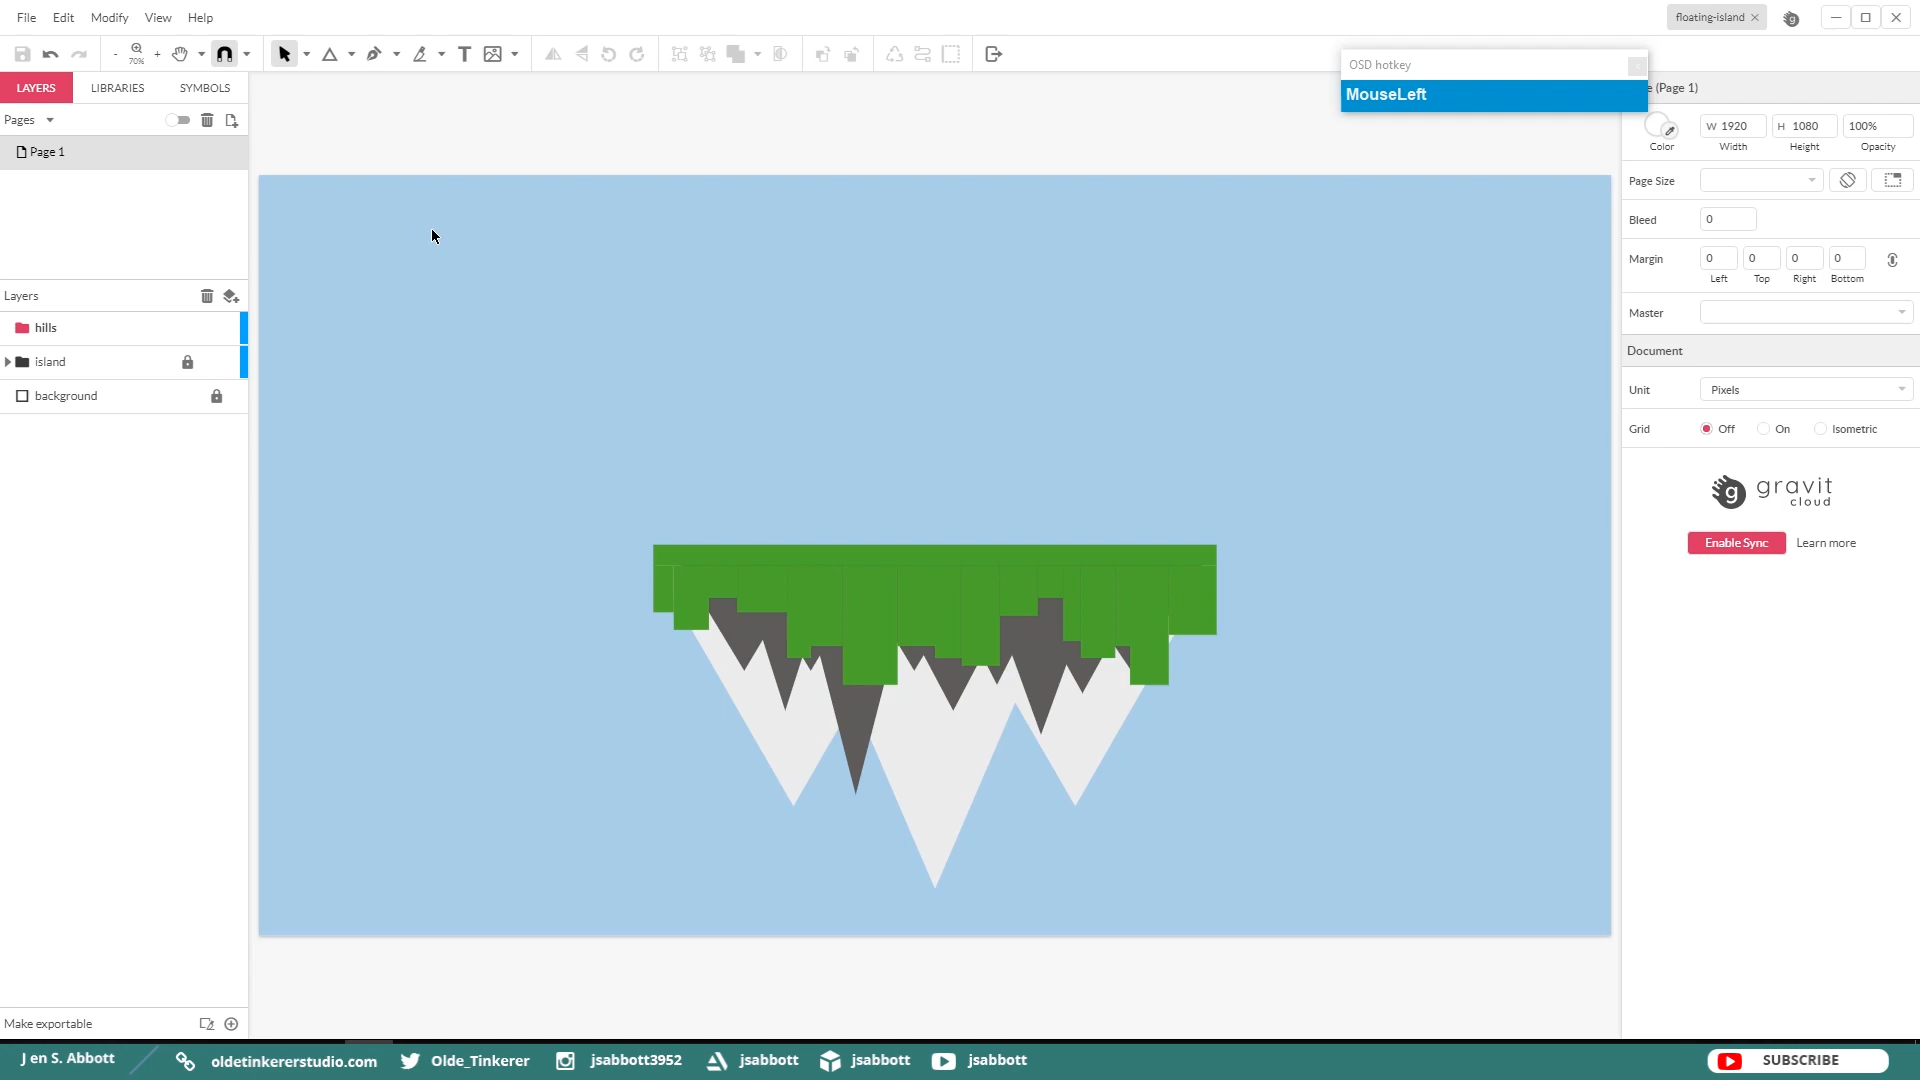 File Edit Modify View Help
floating-island
70%
OSD hotkey
MouseLeft
LAYERS LIBRARIES SYMBOLS
(Page 1)
Pages
Page 1
W 1920 H 1080 100%
Color Width Height Opacity
Page Size
Bleed 0
Margin 0 0 0 0
Left Top Right Bottom
Layers
Master
hills
Document
island
Unit Pixels
background
Grid Off On Isometric
gravit
cloud
Enable Sync Learn more
Make exportable
J en S. Abbott oldetinkererstudio.com Olde_Tinkerer jsabbott3952 jsabbott jsabbott jsabbott SUBSCRIBE